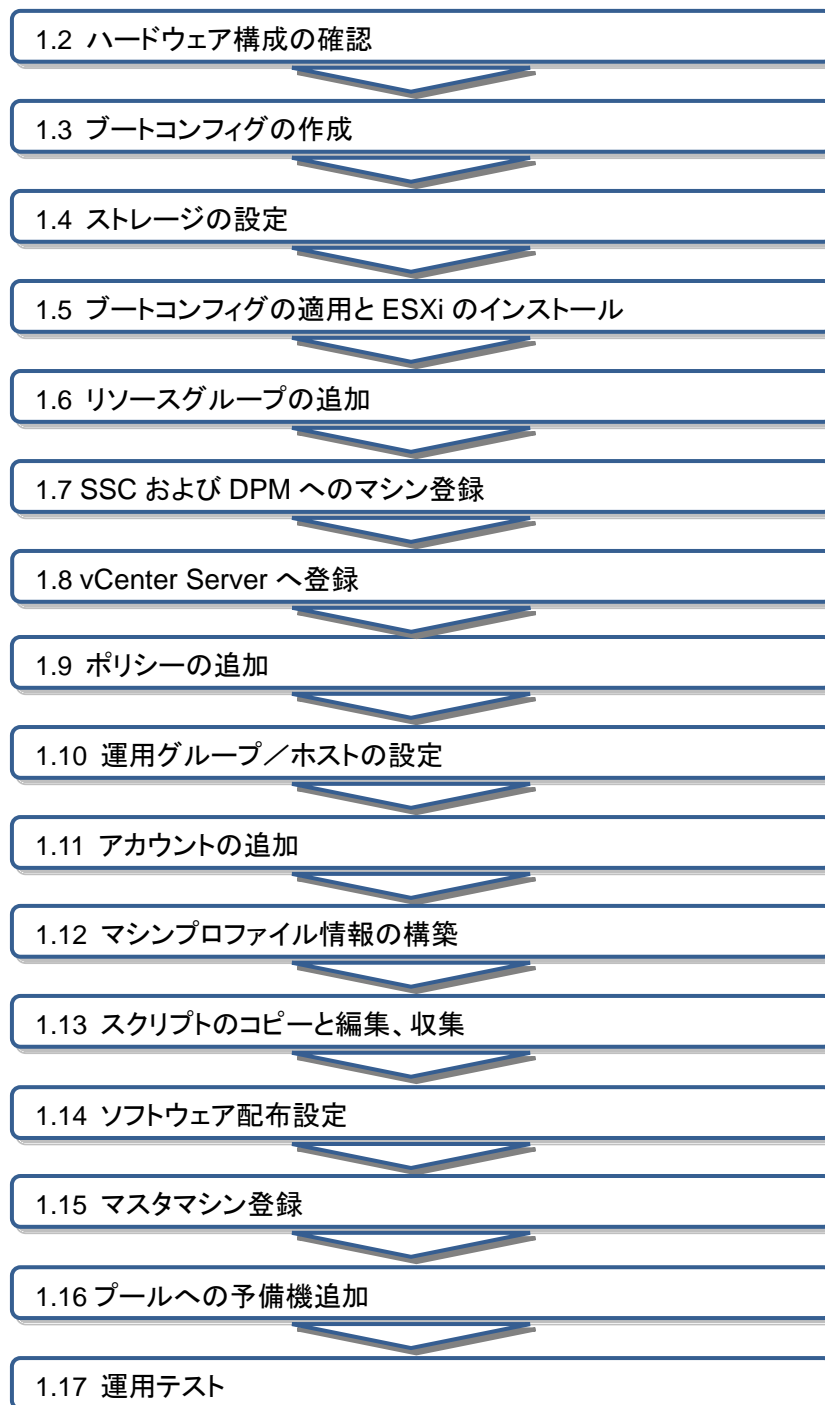 1.2 ハードウェア構成の確認
1.3 ブートコンフィグの作成
1.4 ストレージの設定
1.5 ブートコンフィグの適用と ESXi のインストール
1.6 リソースグループの追加
1.7 SSC および DPM へのマシン登録
1.8 vCenter Server へ登録
1.9 ポリシーの追加
1.10 運用グループ／ホストの設定
1.11 アカウントの追加
1.12 マシンプロファイル情報の構築
1.13 スクリプトのコピーと編集、収集
1.14 ソフトウェア配布設定
1.15 マスタマシン登録
1.16 プールへの予備機追加
1.17 運用テスト